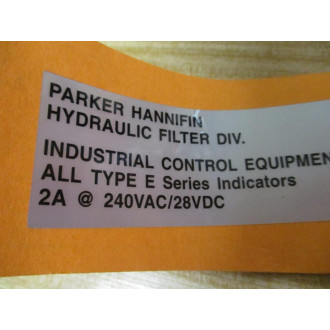 PARKER HANNIFIN
HYDRAULIC FILTER DIV.
INDUSTRIAL CONTROL EQUIPMEN
ALL TYPE E Series Indicators
2A @ 240VAC/28VDC